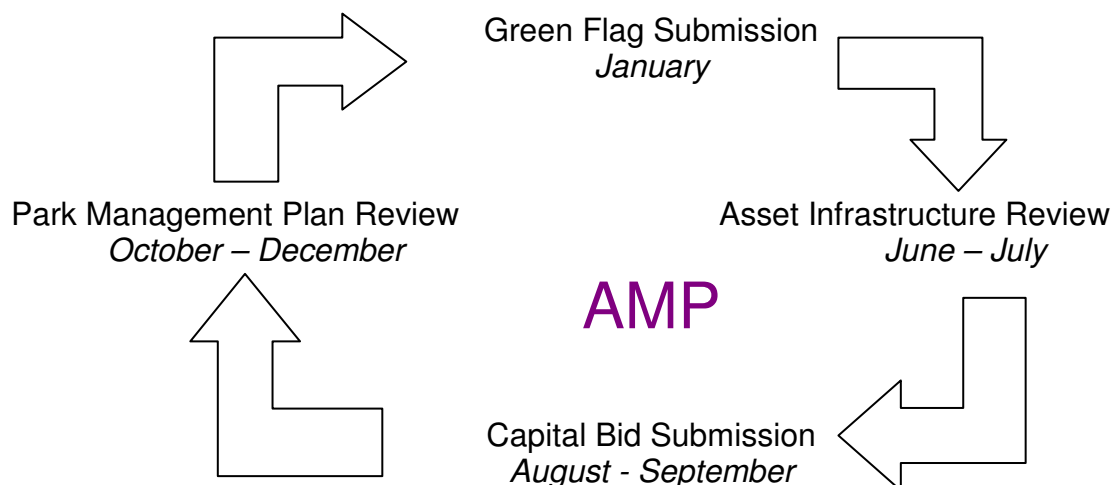 Green Flag Submission
January
Park Management Plan Review
October – December
Asset Infrastructure Review
June – July
AMP
Capital Bid Submission
August - September